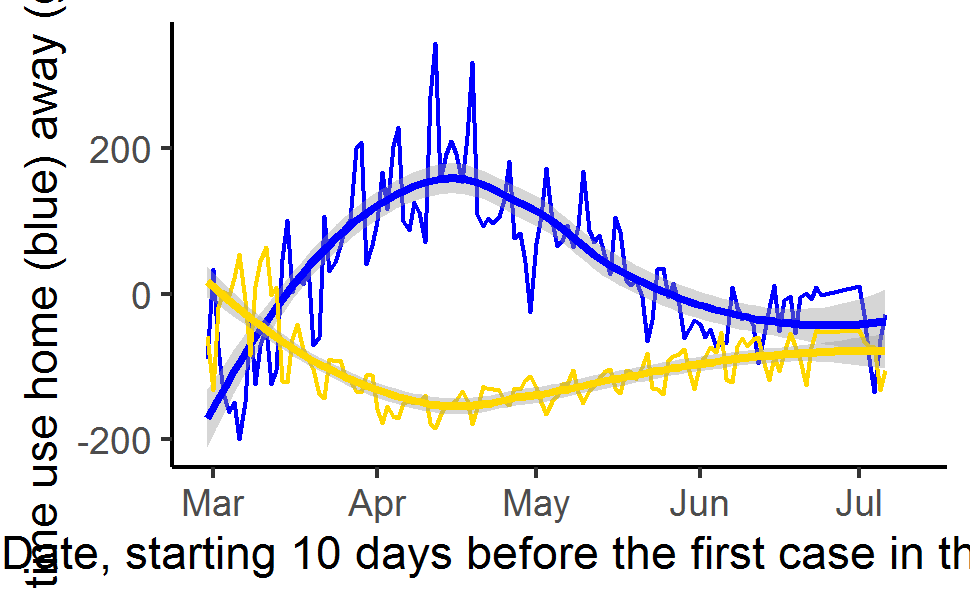 time use home (blue) away (
200
0
-200
Mar Apr May Jun Jul
Date, starting 10 days before the first case in th